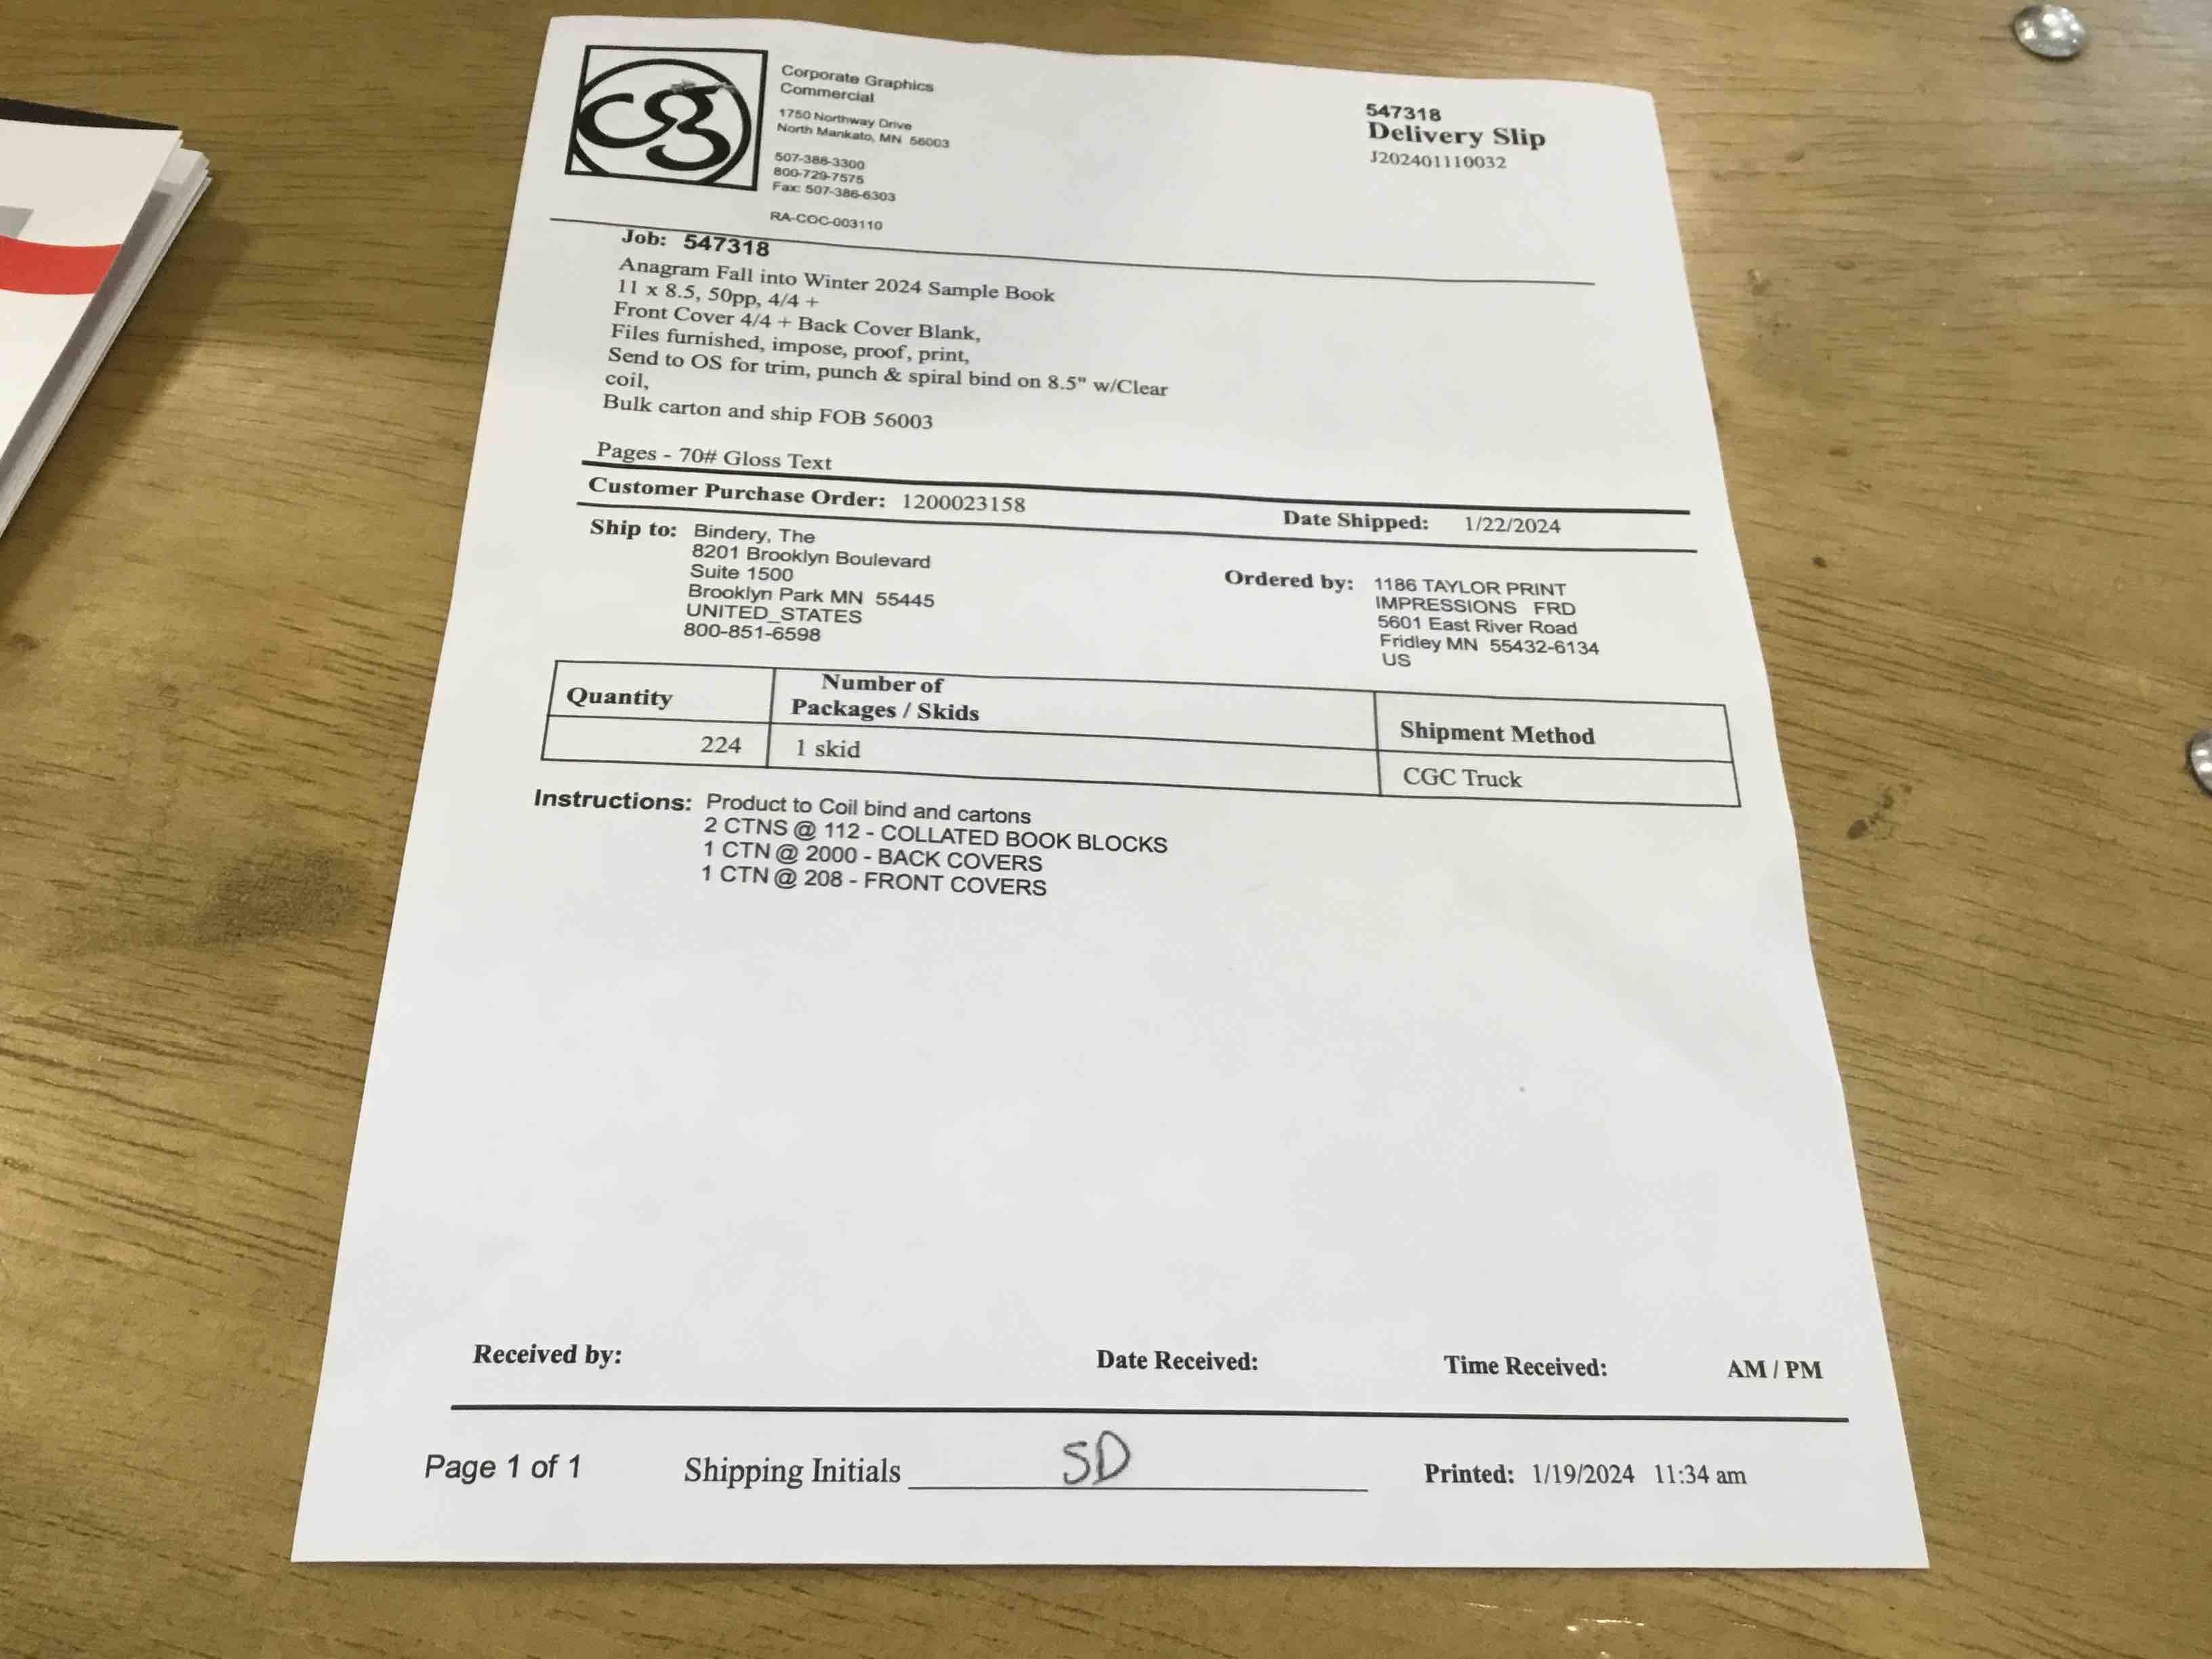 cg
Corporate Graphics
Commercial
1750 Northway Drive
North Mankato, MN 56003
507-388-3300
800-729-7575
Fax: 507-386-6303
RA-COC-003110
547318
Delivery Slip
J202401110032
Job: 547318
Anagram Fall into Winter 2024 Sample Book
11 x 8.5, 50pp, 4/4 +
Front Cover 4/4 + Back Cover Blank,
Files furnished, impose, proof, print,
Send to OS for trim, punch & spiral bind on 8.5" w/Clear
coil,
Bulk carton and ship FOB 56003
Pages - 70# Gloss Text
Customer Purchase Order: 1200023158
Date Shipped: 1/22/2024
Ship to: Bindery, The
8201 Brooklyn Boulevard
Suite 1500
Brooklyn Park MN 55445
UNITED_STATES
800-851-6598
Ordered by: 1186 TAYLOR PRINT
IMPRESSIONS FRD
5601 East River Road
Fridley MN 55432-6134
US
Quantity
Number of
Packages / Skids
Shipment Method
224
1 skid
CGC Truck
Instructions: Product to Coil bind and cartons
2 CTNS @ 112 - COLLATED BOOK BLOCKS
1 CTN @ 2000 - BACK COVERS
1 CTN @ 208 - FRONT COVERS
Received by: Date Received: Time Received: AM / PM
Page 1 of 1 Shipping Initials SD Printed: 1/19/2024 11:34 am